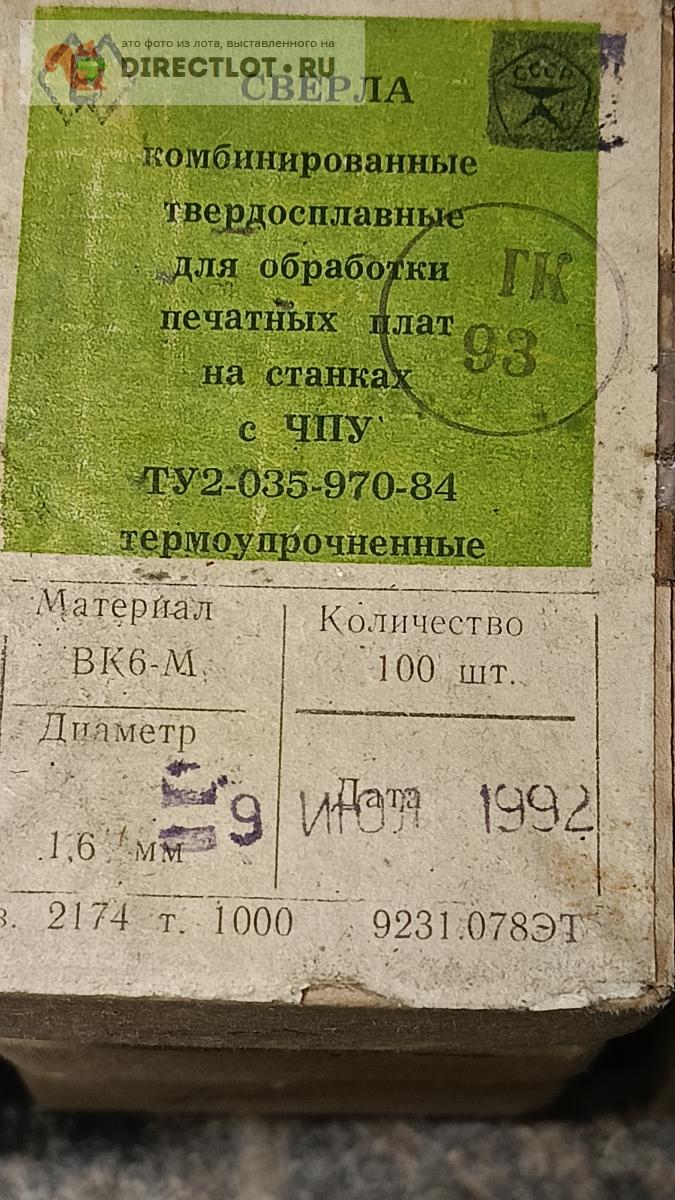 это фото из лота, выставленного на
DIRECTLOT.RU
СВЕРЛА
СССР
комбинированные
твердосплавные
для обработки
печатных плат
на станках
с ЧПУ
ТУ2-035-970-84
термоупрочненные
ГК
93
Материал
ВК6-М
Количество
100 шт.
Диаметр
1,6 мм
Дата
9 ИЮЛ 1992
з. 2174 т. 1000 9231.078ЭТ